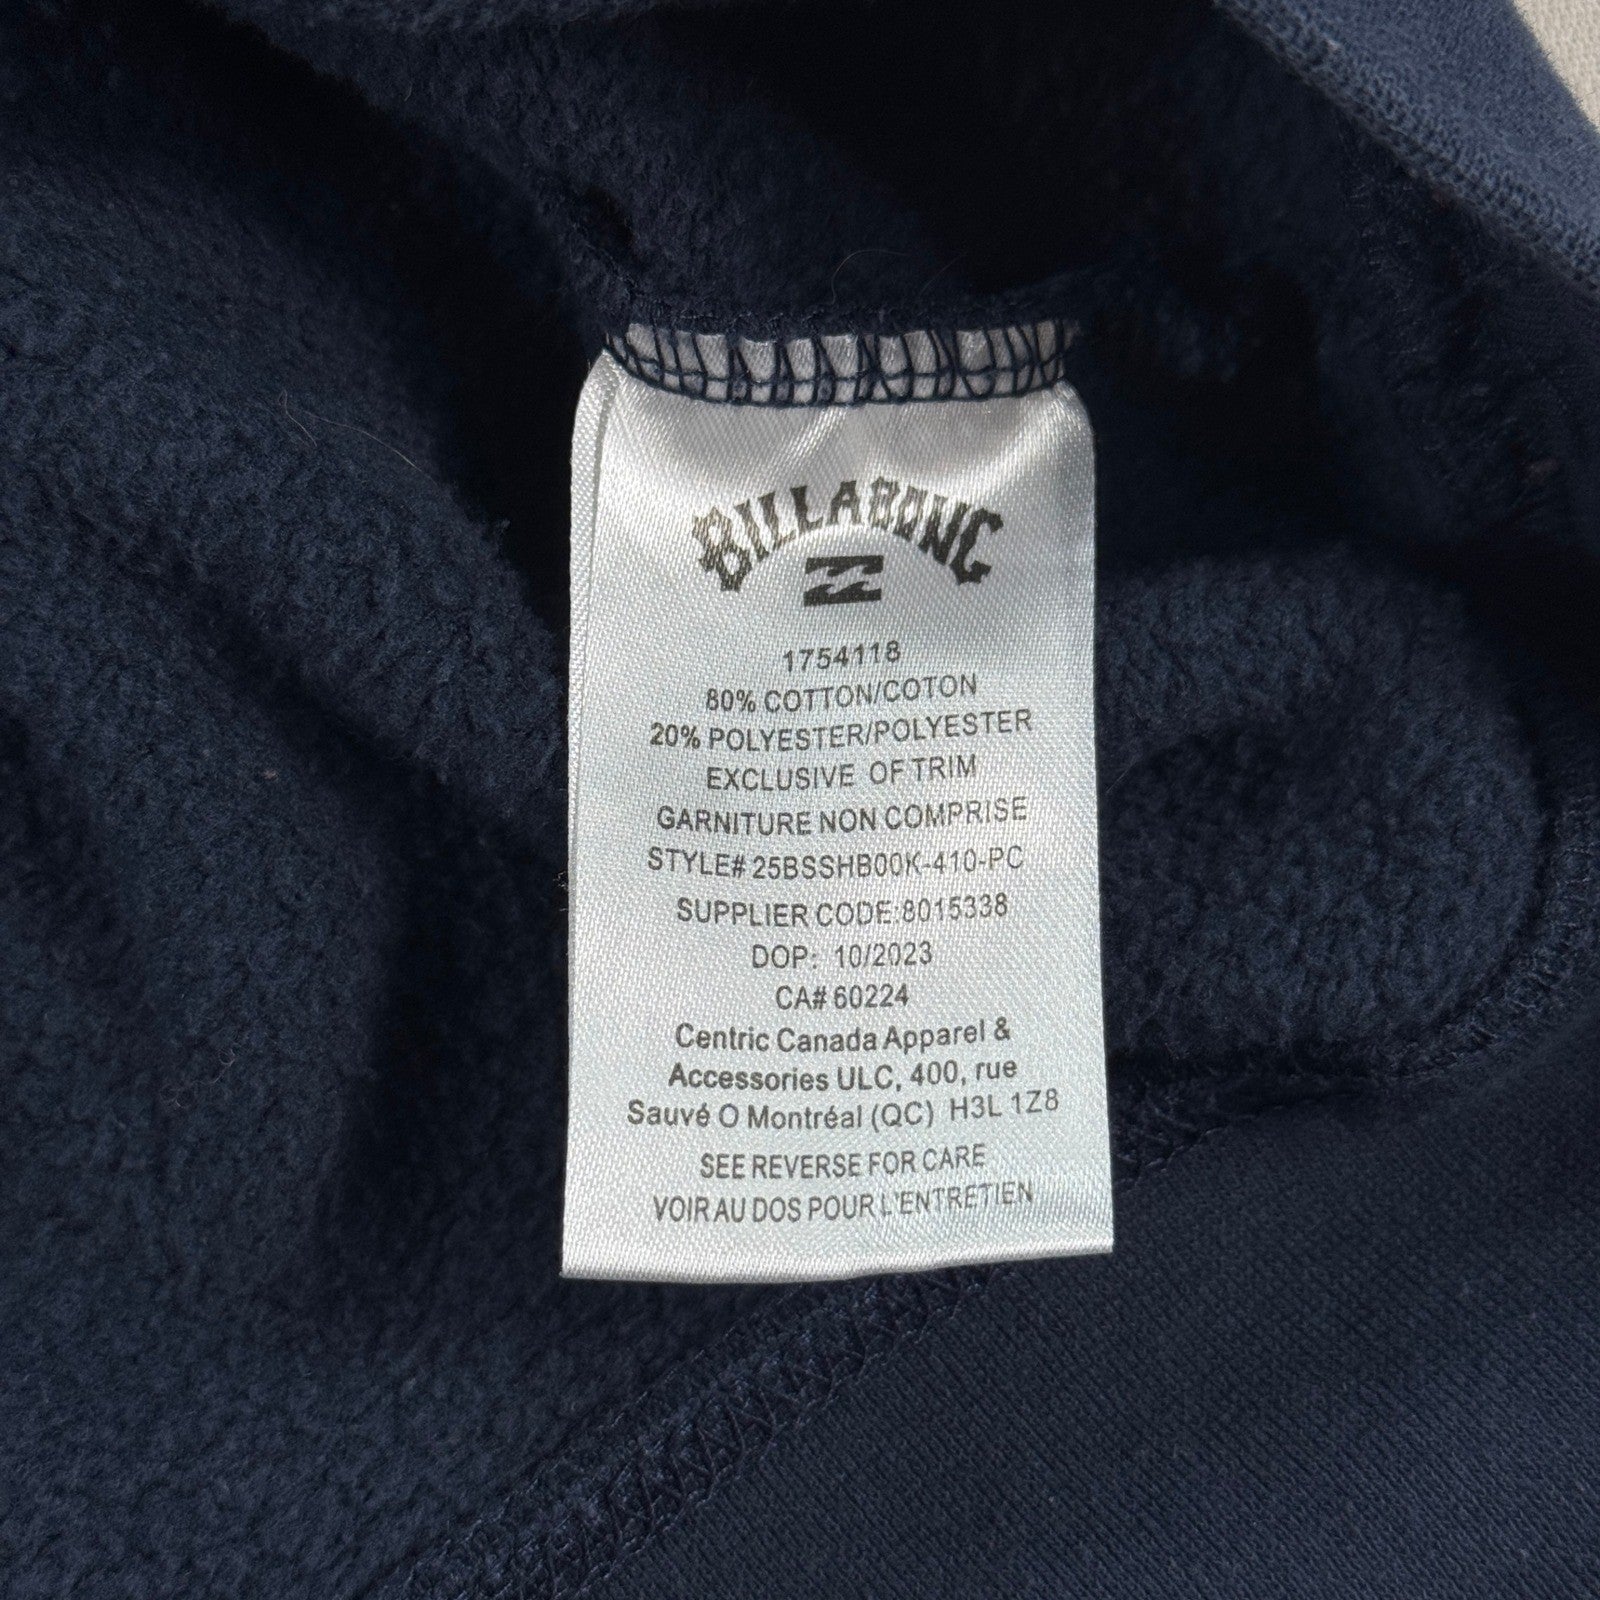 BILLABONG
1754118
80% COTTON/COTON
20% POLYESTER/POLYESTER
EXCLUSIVE OF TRIM
GARNITURE NON COMPRISE
STYLE# 25BSSHB00K-410-PC
SUPPLIER CODE:8015338
DOP: 10/2023
CA# 60224
Centric Canada Apparel &
Accessories ULC, 400, rue
Sauvé O Montréal (QC) H3L 1Z8
SEE REVERSE FOR CARE
VOIR AU DOS POUR L'ENTRETIEN